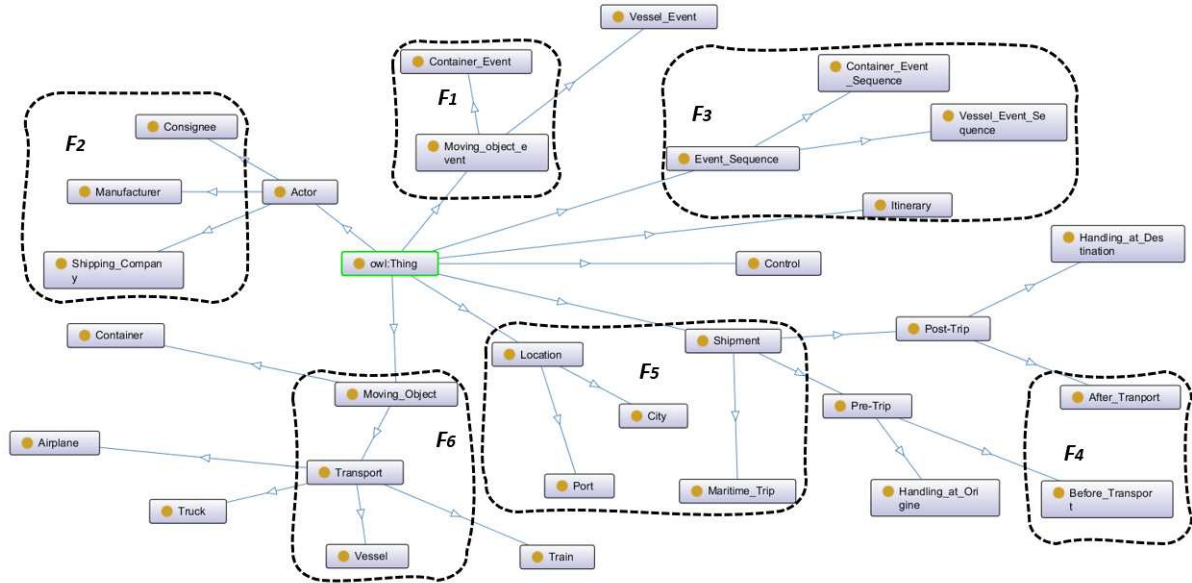 Vessel_Event
Container_Event
F1
Moving_object_e
vent
Container_Event
_Sequence
F3
Vessel_Event_Se
quence
Event_Sequence
Itinerary
F2
Consignee
Manufacturer
Actor
Shipping_Compan
y
owl:Thing
Control
Handling_at_Des
tination
Container
Location
Shipment
Post-Trip
F5
Moving_Object
City
Pre-Trip
After_Tranport
F6
F4
Airplane
Transport
Port
Maritime_Trip
Handling_at_Ori
gine
Before_Transpor
t
Truck
Vessel
Train